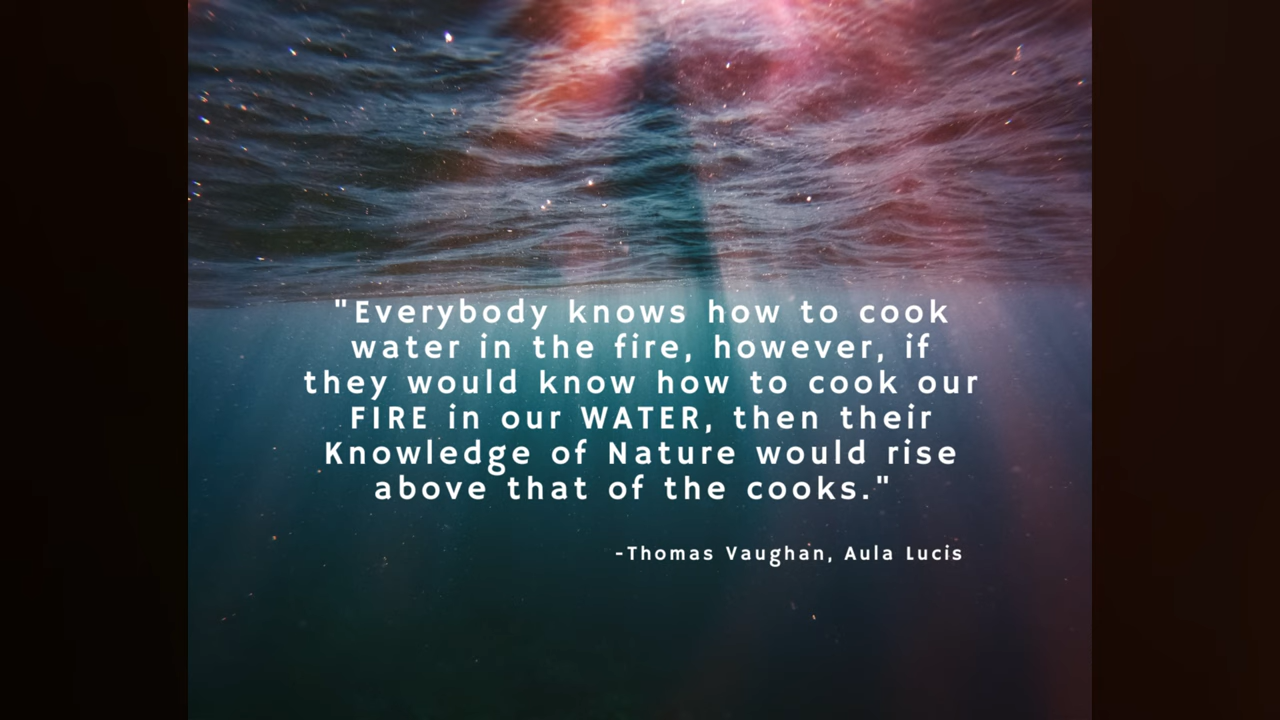 "Everybody knows how to cook
water in the fire, however, if
they would know how to cook our
FIRE in our WATER, then their
Knowledge of Nature would rise
above that of the cooks."
-Thomas Vaughan, Aula Lucis